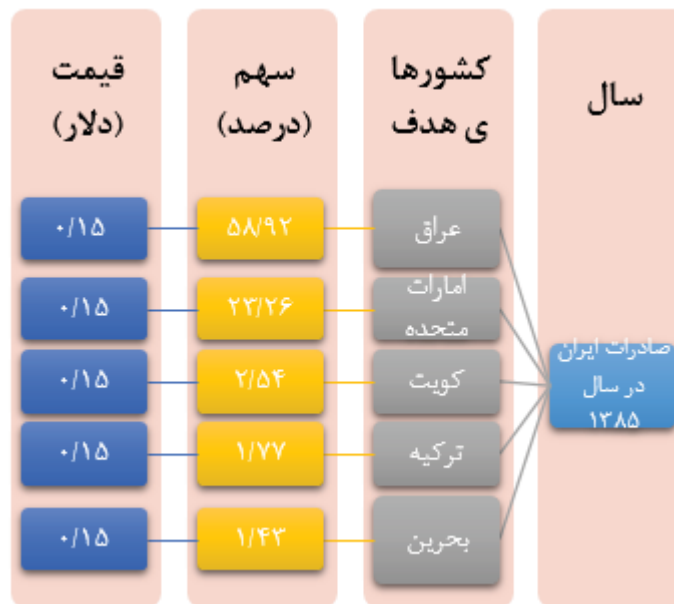 سال
کشورها
ی هدف
سهم
(درصد)
قیمت
(دلار)
صادرات ایران
در سال
۱۳۸۵
عراق
۵۸/۹۲
۰/۱۵
امارات
متحده
۲۳/۲۶
۰/۱۵
کویت
۲/۵۴
۰/۱۵
ترکیه
۱/۷۷
۰/۱۵
بحرین
۱/۴۳
۰/۱۵